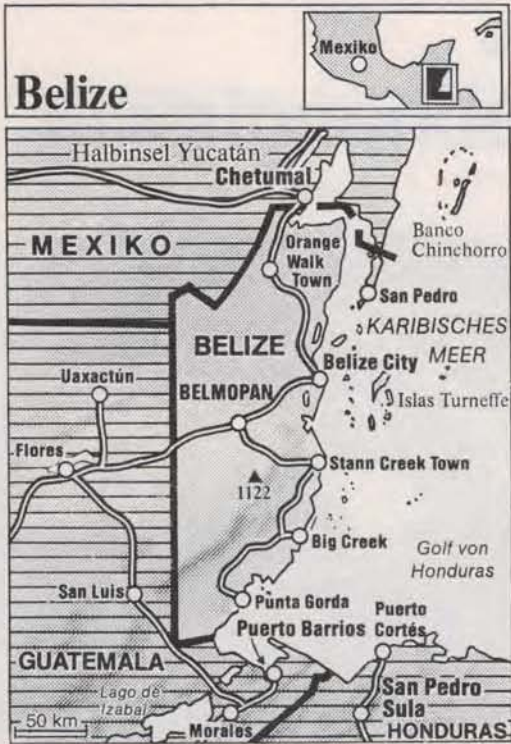 Belize
Mexiko
Halbinsel Yucatán
Chetumal
MEXIKO
Orange
Walk
Town
Banco
Chinchorro
San Pedro
KARIBISCHES
MEER
BELIZE
Belize City
Uaxactún
BELMOPAN
Islas Turneffe
Flores
Stann Creek Town
1122
Big Creek
Golf von
Honduras
San Luis
Punta Gorda
Puerto
Cortés
Puerto Barrios
GUATEMALA
Lago de
Izabal
San Pedro
Sula
50 km
Morales
HONDURAS